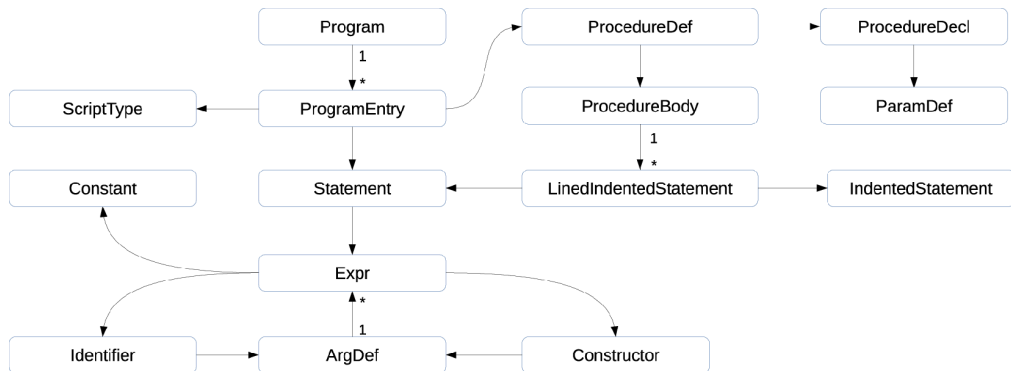 Program
ProcedureDef
ProcedureDecl
1
*
ScriptType
ProgramEntry
ProcedureBody
ParamDef
1
*
Constant
Statement
LinedIndentedStatement
IndentedStatement
Expr
*
1
Identifier
ArgDef
Constructor